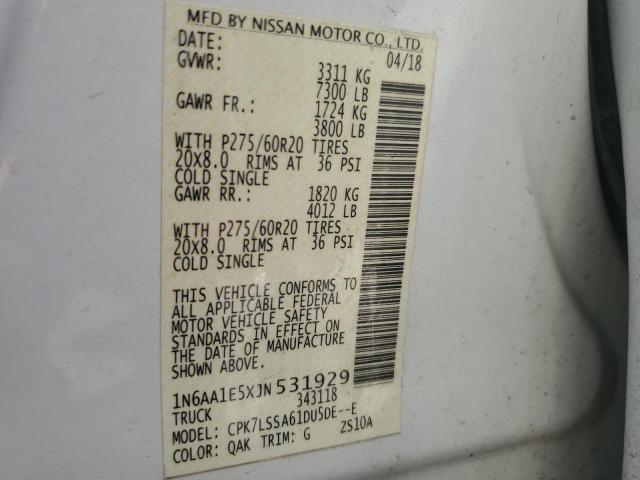 MFD BY NISSAN MOTOR CO., LTD.
DATE: 04/18
GVWR: 3311 KG
7300 LB
GAWR FR.: 1724 KG
3800 LB
WITH P275/60R20 TIRES
20X8.0 RIMS AT 36 PSI
COLD SINGLE
GAWR RR.: 1820 KG
4012 LB
WITH P275/60R20 TIRES
20X8.0 RIMS AT 36 PSI
COLD SINGLE
THIS VEHICLE CONFORMS TO
ALL APPLICABLE FEDERAL
MOTOR VEHICLE SAFETY
STANDARDS IN EFFECT ON
THE DATE OF MANUFACTURE
SHOWN ABOVE.
1N6AA1E5XJN531929
TRUCK 343118
MODEL: CPK7LSSA61DU5DE--E
COLOR: QAK TRIM: G ZS10A